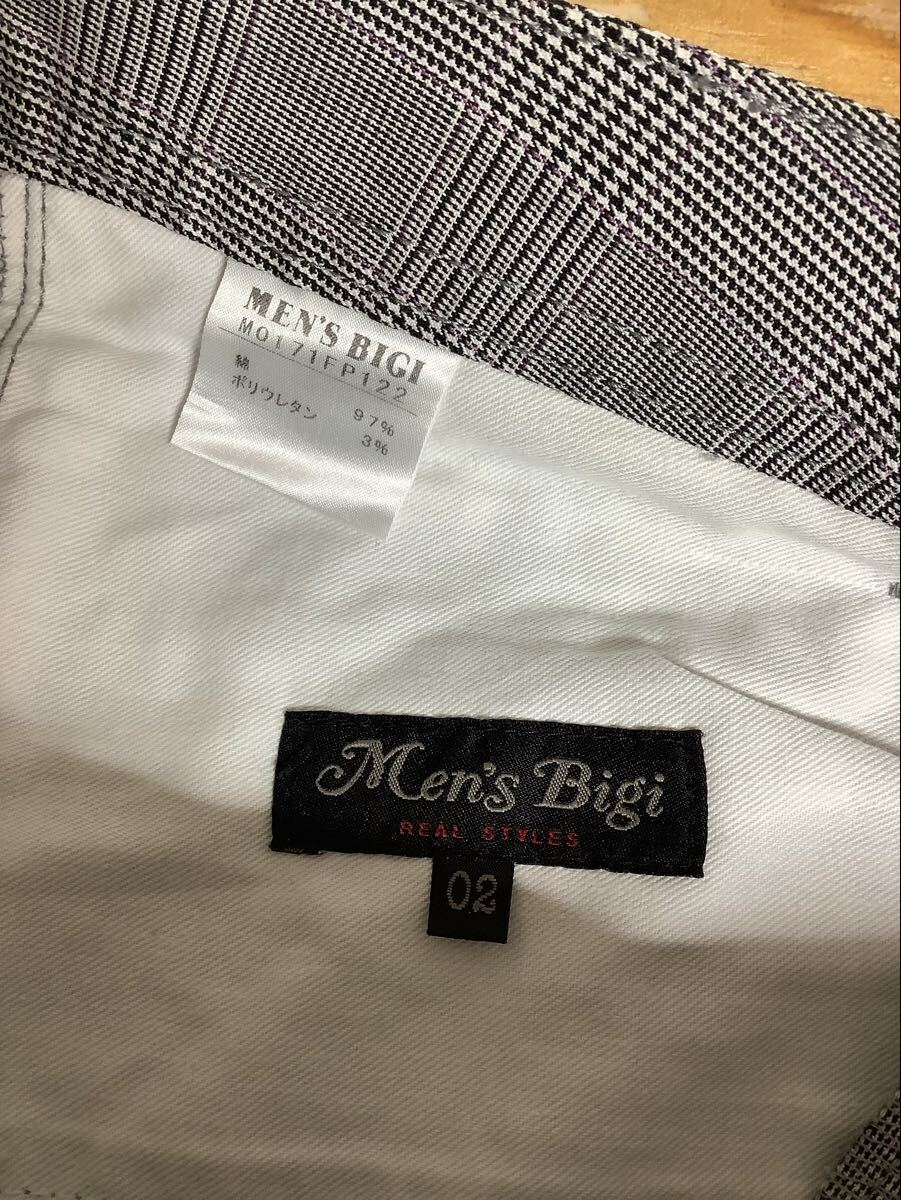 MEN'S BIGI
M0171FP122
綿 97%
ポリウレタン 3%
Men's Bigi
REAL STYLES
02